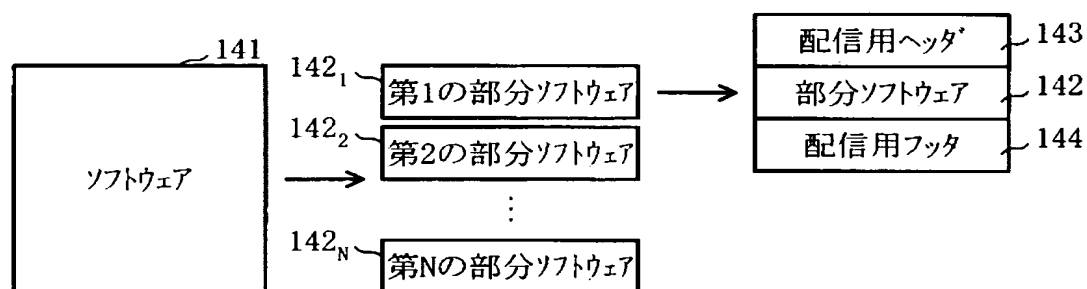 141
ソフトウェア
142₁
第1の部分ソフトウェア
142₂
第2の部分ソフトウェア
⋮
142N
第Nの部分ソフトウェア
配信用ヘッダ
143
部分ソフトウェア
142
配信用フッタ
144